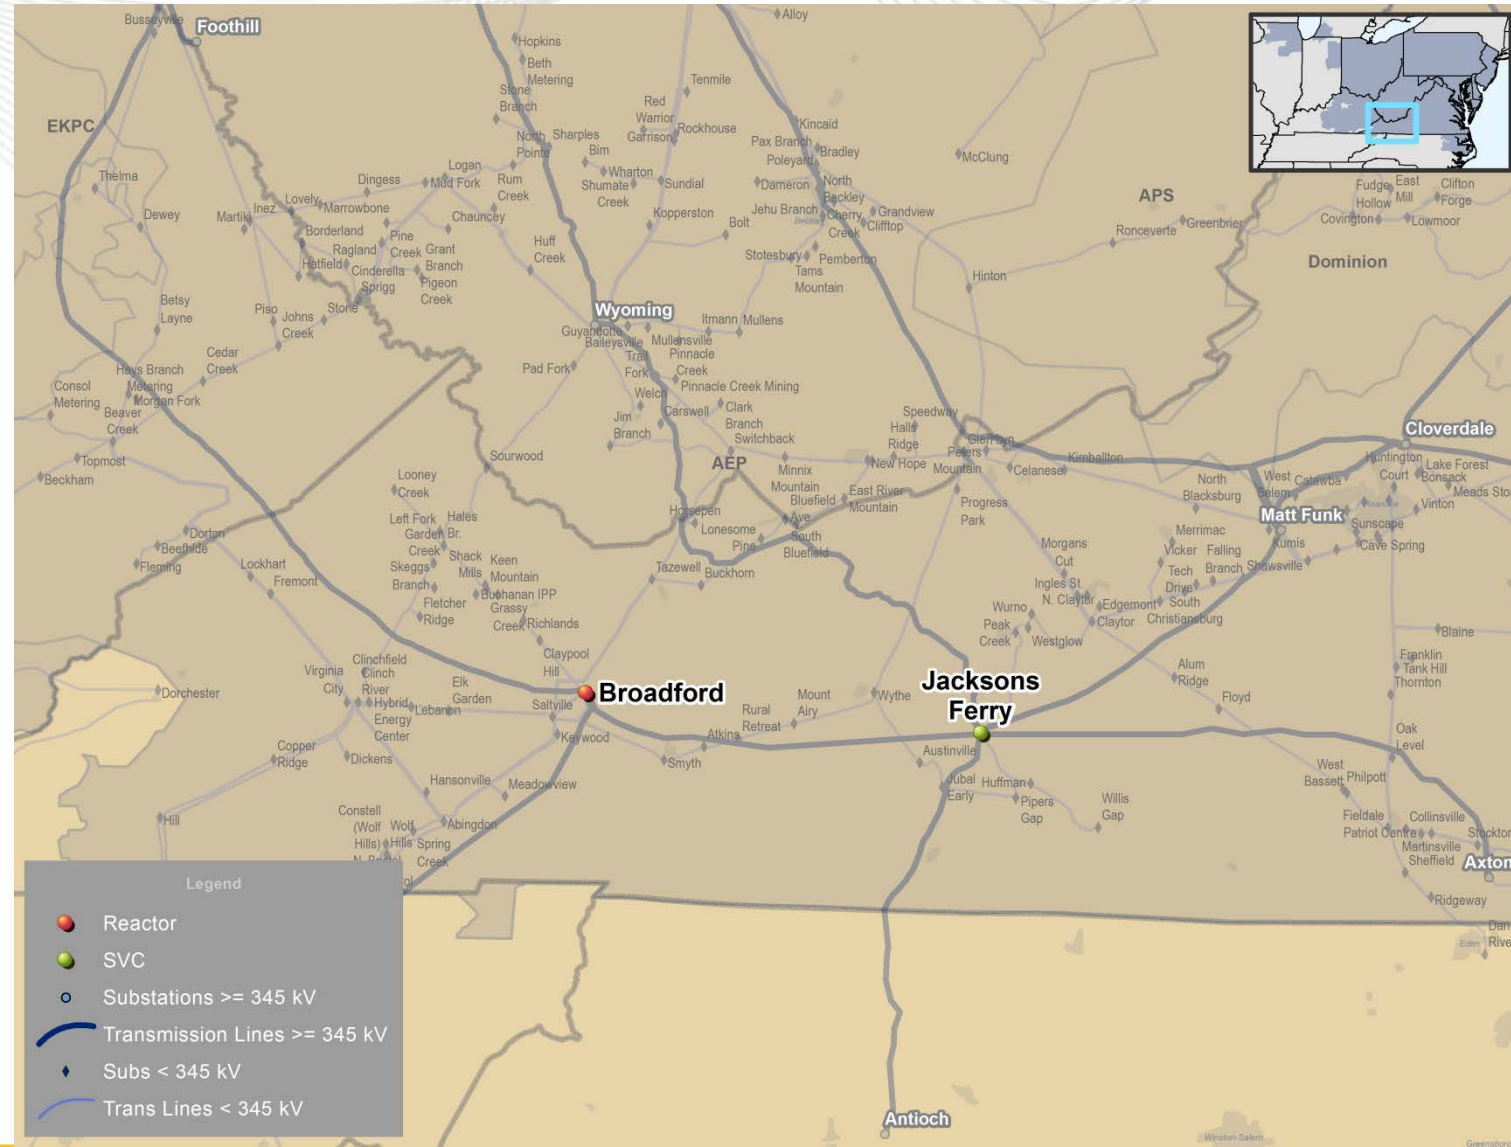 Busseyville
Foothill
Alloy
Hopkins
Beth
Metering
Stone
Branch
Tenmile
Red
Warrior
Rockhouse
Garrison
EKPC
North
Pointe
Sharples
Bim
Wharton
Shumate
Creek
Sundial
Kincaid
Pax Branch
Bradley
Poleyard
McClung
Dameron
North
Beckley
Jehu Branch
Cherry
Creek
Grandview
Clifftop
APS
Fudge
Hollow
East
Mill
Clifton
Forge
Covington
Lowmoor
Ronceverte
Greenbrier
Dominion
Thelma
Dewey
Logan
Dingess
Mud Fork
Rum
Creek
Lovely
Marrowbone
Inez
Martiki
Chauncey
Borderland
Ragland
Pine
Creek
Grant
Branch
Hatfield
Cinderella
Sprigg
Pigeon
Creek
Huff
Creek
Kopperston
Bolt
Stotesbury
Pemberton
Tams
Mountain
Hinton
Betsy
Layne
Piso
Johns
Creek
Stone
Wyoming
Guyandotte
Baileysville
Mullensville
Itmann
Mullens
Trail
Fork
Pinnacle
Creek
Pad Fork
Pinnacle Creek Mining
Cedar
Creek
Hays Branch
Metering
Morgan Fork
Consol
Metering
Beaver
Creek
Welch
Carswell
Clark
Branch
Jim
Branch
Switchback
AEP
Speedway
Halls
Ridge
Glen Lyn
Peters
Mountain
New Hope
Celanese
Kimballton
Cloverdale
Topmost
Beckham
Sourwood
Looney
Creek
Minnix
Mountain
Bluefield
Ave
East River
Mountain
Progress
Park
North
Blacksburg
West
Salem
Catawba
Huntington
Court
Lake Forest
Bonsack
Meads Sto
Vinton
Roanoke
Matt Funk
Sunscape
Kumis
Cave Spring
Left Fork
Garden
Creek
Hales
Br.
Horsepen
Lonesome
Pine
South
Bluefield
Merrimac
Vicker
Falling
Branch
Shawsville
Dorton
Beefhide
Fleming
Lockhart
Fremont
Skeggs
Branch
Shack
Mills
Keen
Mountain
Buchanan IPP
Grassy
Creek
Richlands
Fletcher
Ridge
Tazewell
Buckhorn
Morgans
Cut
Ingles St.
N. Claytor
Edgemont
Claytor
Tech
Drive
South
Christiansburg
Wurno
Peak
Creek
Westglow
Blaine
Franklin
Tank Hill
Thornton
Claypool
Hill
Virginia
City
Clinchfield
Clinch
River
Hybrid
Energy
Center
Lebanon
Elk
Garden
Dorchester
Broadford
Saltville
Keywood
Jacksons
Ferry
Wythe
Mount
Airy
Rural
Retreat
Atkins
Smyth
Alum
Ridge
Floyd
Oak
Level
Copper
Ridge
Dickens
Hansonville
Meadowview
Austinville
Jubal
Early
Huffman
Pipers
Gap
Willis
Gap
West
Bassett
Philpott
Hill
Constell
(Wolf
Hills)
Wolf
Hills
Spring
Creek
Abingdon
Fieldale
Patriot Centre
Collinsville
Martinsville
Sheffield
Stockton
Axton
Ridgeway
Dan
Rive
Eden
Legend
Reactor
SVC
Substations >= 345 kV
Transmission Lines >= 345 kV
Subs < 345 kV
Trans Lines < 345 kV
Antioch
Winston-Salem
Greensboro